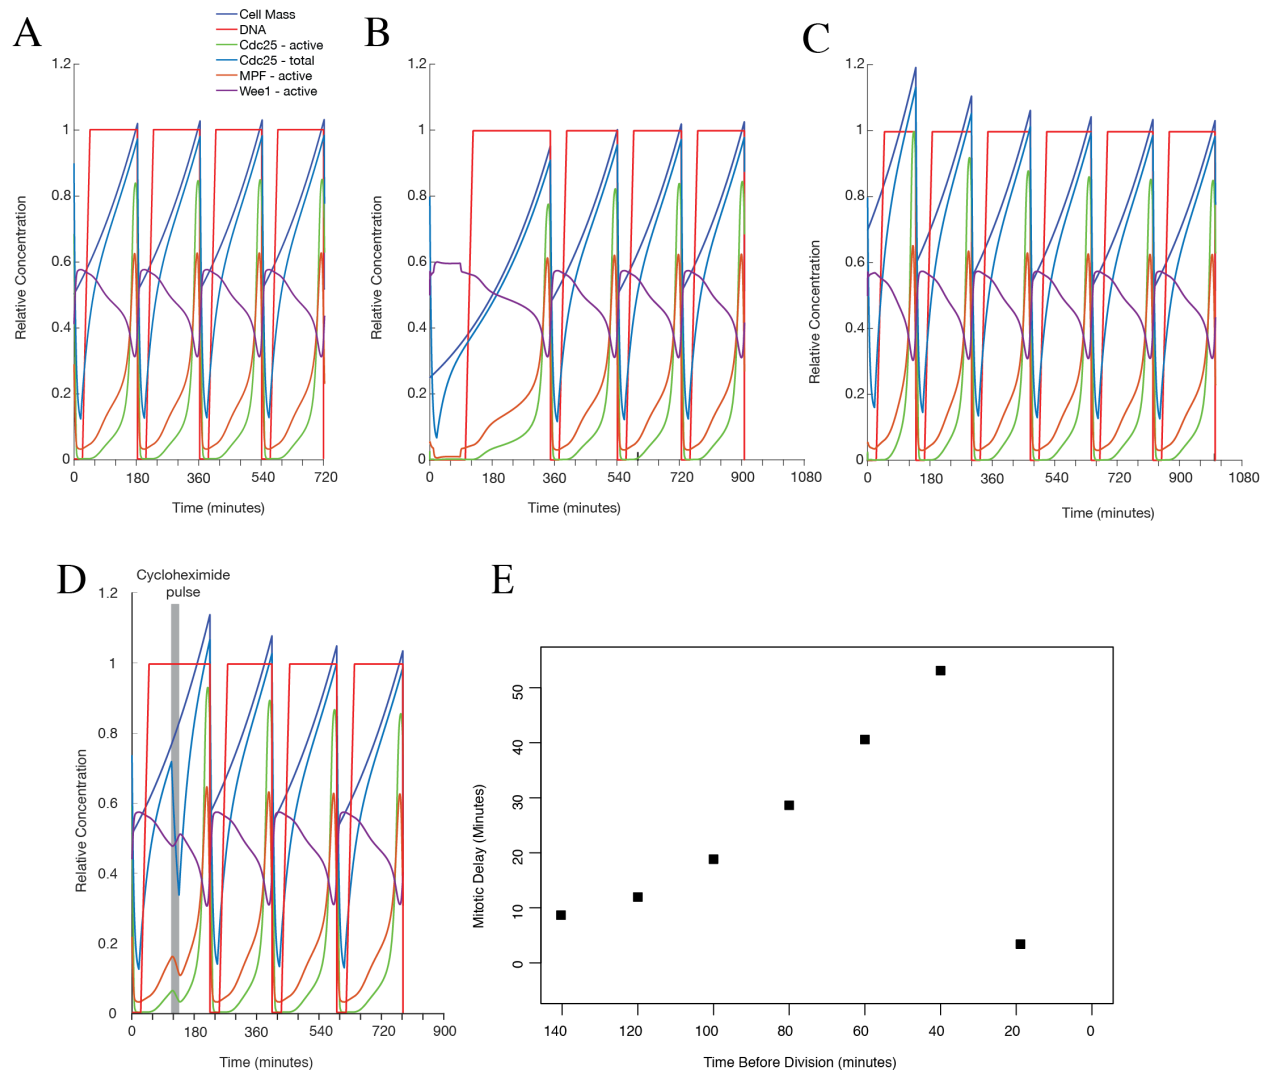 A
Cell Mass
DNA
Cdc25 - active
Cdc25 - total
MPF - active
Wee1 - active
1.2
1
0.8
0.6
0.4
0.2
0
Relative Concentration
0 180 360 540 720
Time (minutes)
B
1.2
1
0.8
0.6
0.4
0.2
0
Relative Concentration
0 180 360 540 720 900 1080
Time (minutes)
C
1.2
1
0.8
0.6
0.4
0.2
0
Relative Concentration
0 180 360 540 720 900 1080
Time (minutes)
D
Cycloheximide
pulse
1.2
1
0.8
0.6
0.4
0.2
0
Relative Concentration
0 180 360 540 720 900
Time (minutes)
E
50
40
30
20
10
0
Mitotic Delay (Minutes)
140 120 100 80 60 40 20 0
Time Before Division (minutes)